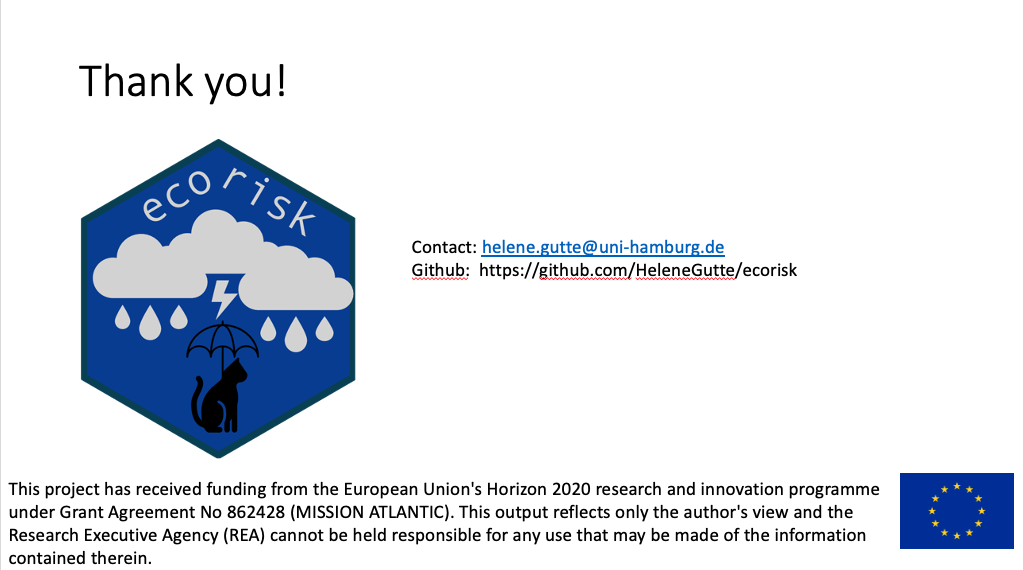 Thank you!
ecorisk
Contact: helene.gutte@uni-hamburg.de
Github: https://github.com/HeleneGutte/ecorisk
This project has received funding from the European Union's Horizon 2020 research and innovation programme
under Grant Agreement No 862428 (MISSION ATLANTIC). This output reflects only the author's view and the
Research Executive Agency (REA) cannot be held responsible for any use that may be made of the information
contained therein.